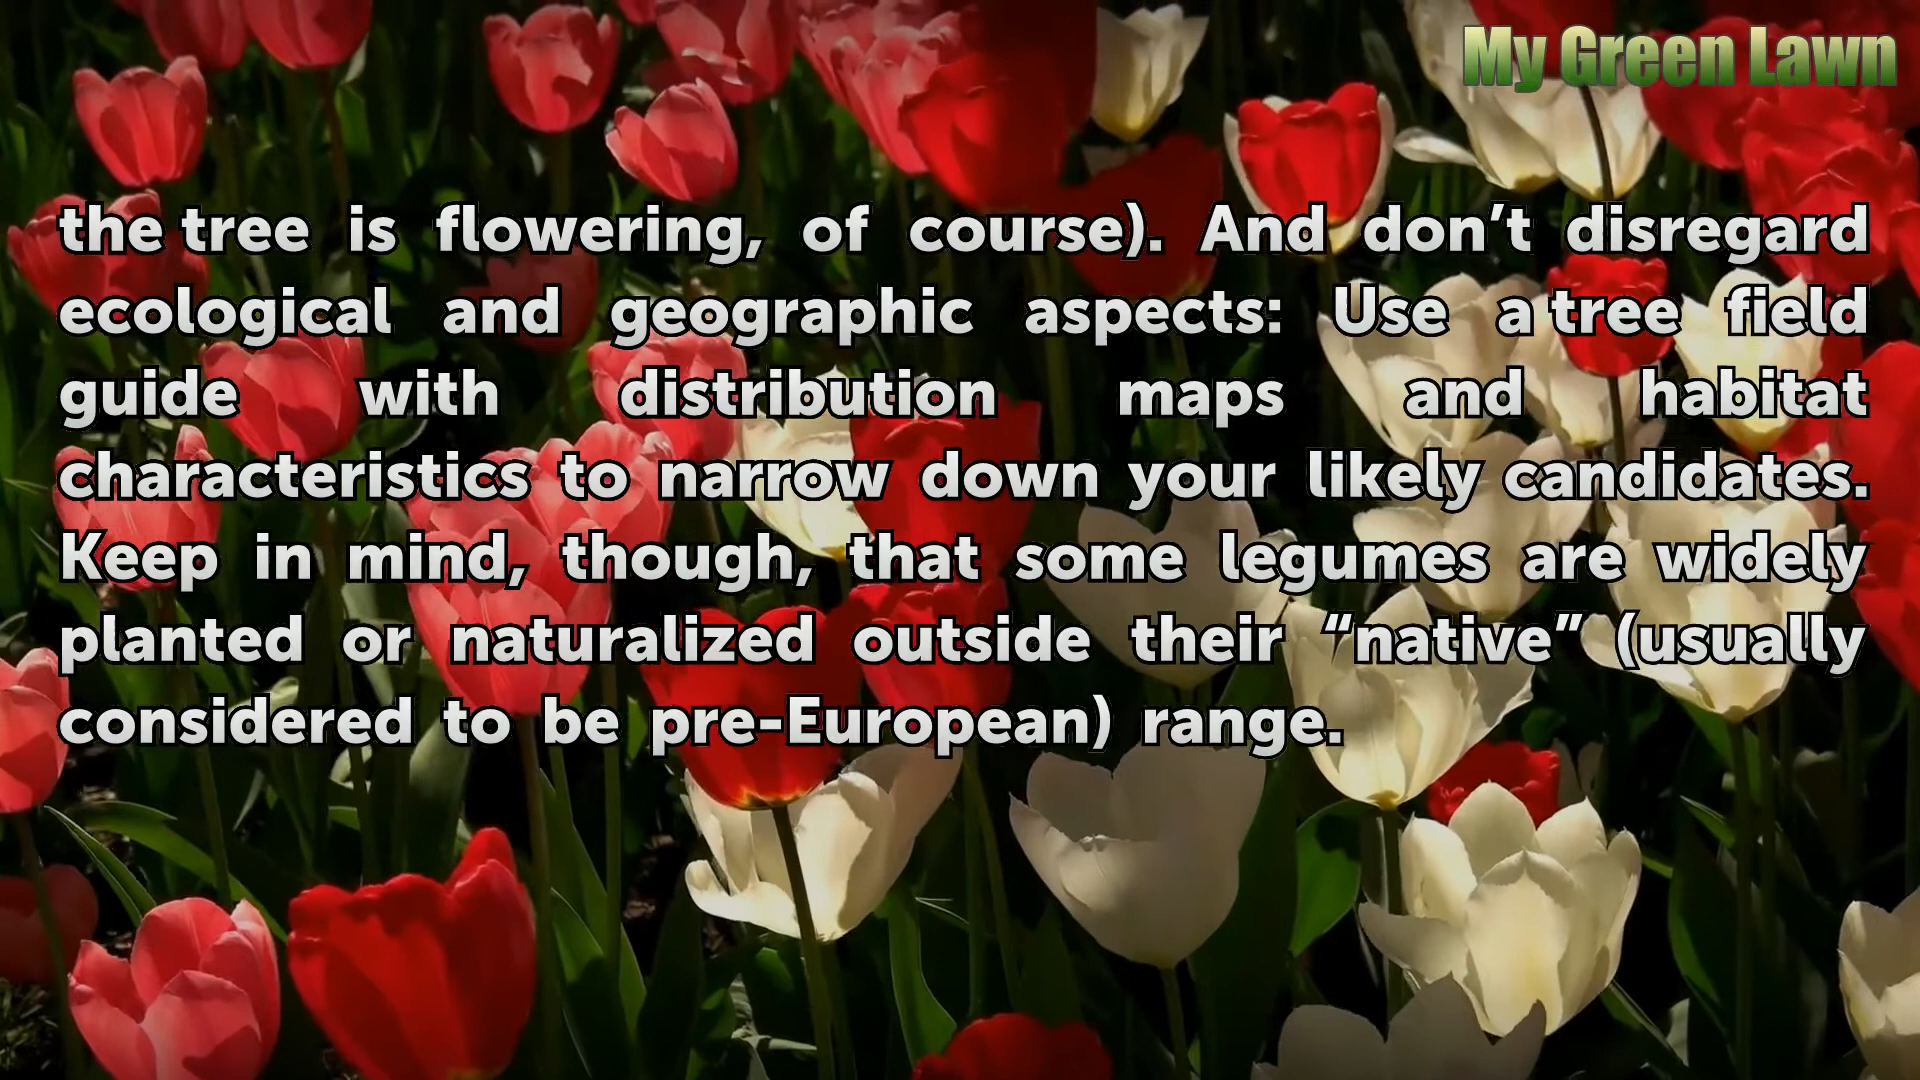 My Green Lawn
the tree is flowering, of course). And don’t disregard
ecological and geographic aspects: Use a tree field
guide with distribution maps and habitat
characteristics to narrow down your likely candidates.
Keep in mind, though, that some legumes are widely
planted or naturalized outside their “native” (usually
considered to be pre-European) range.